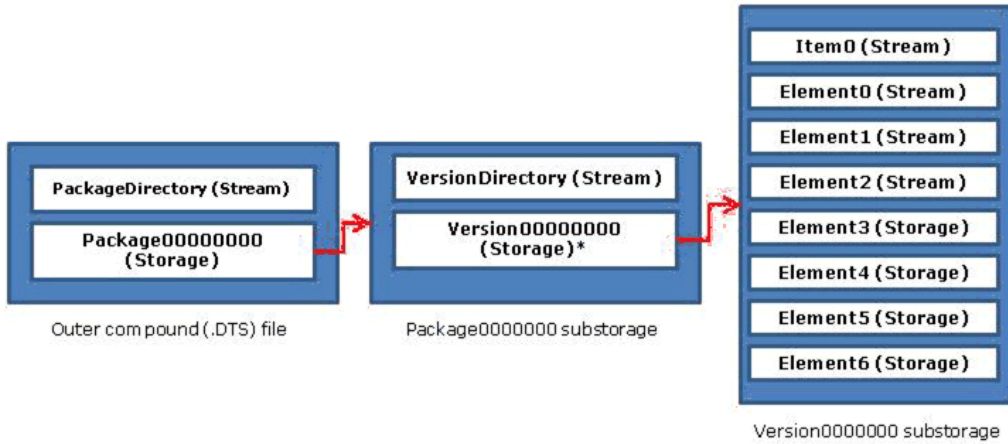 PackageDirectory (Stream)
Package00000000
(Storage)
Outer compound (.DTS) file
VersionDirectory (Stream)
Version00000000
(Storage)*
Package0000000 substorage
Item0 (Stream)
Element0 (Stream)
Element1 (Stream)
Element2 (Stream)
Element3 (Storage)
Element4 (Storage)
Element5 (Storage)
Element6 (Storage)
Version0000000 substorage